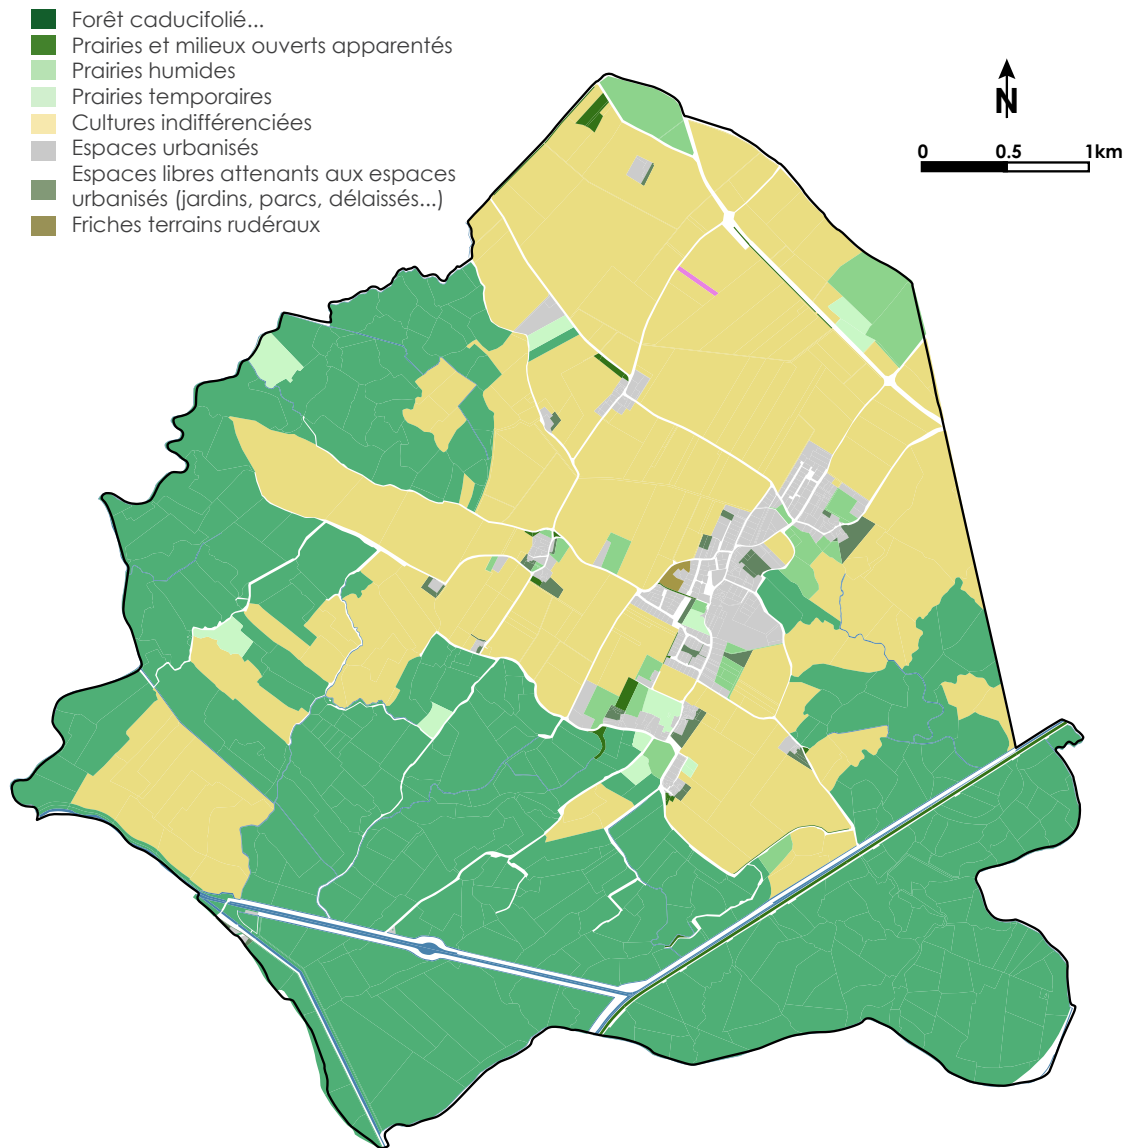 Forêt caducifolié...
Prairies et milieux ouverts apparentés
Prairies humides
Prairies temporaires
Cultures indifférenciées
Espaces urbanisés
Espaces libres attenants aux espaces
urbanisés (jardins, parcs, délaissés...)
Friches terrains rudéraux
N
0 0.5 1km